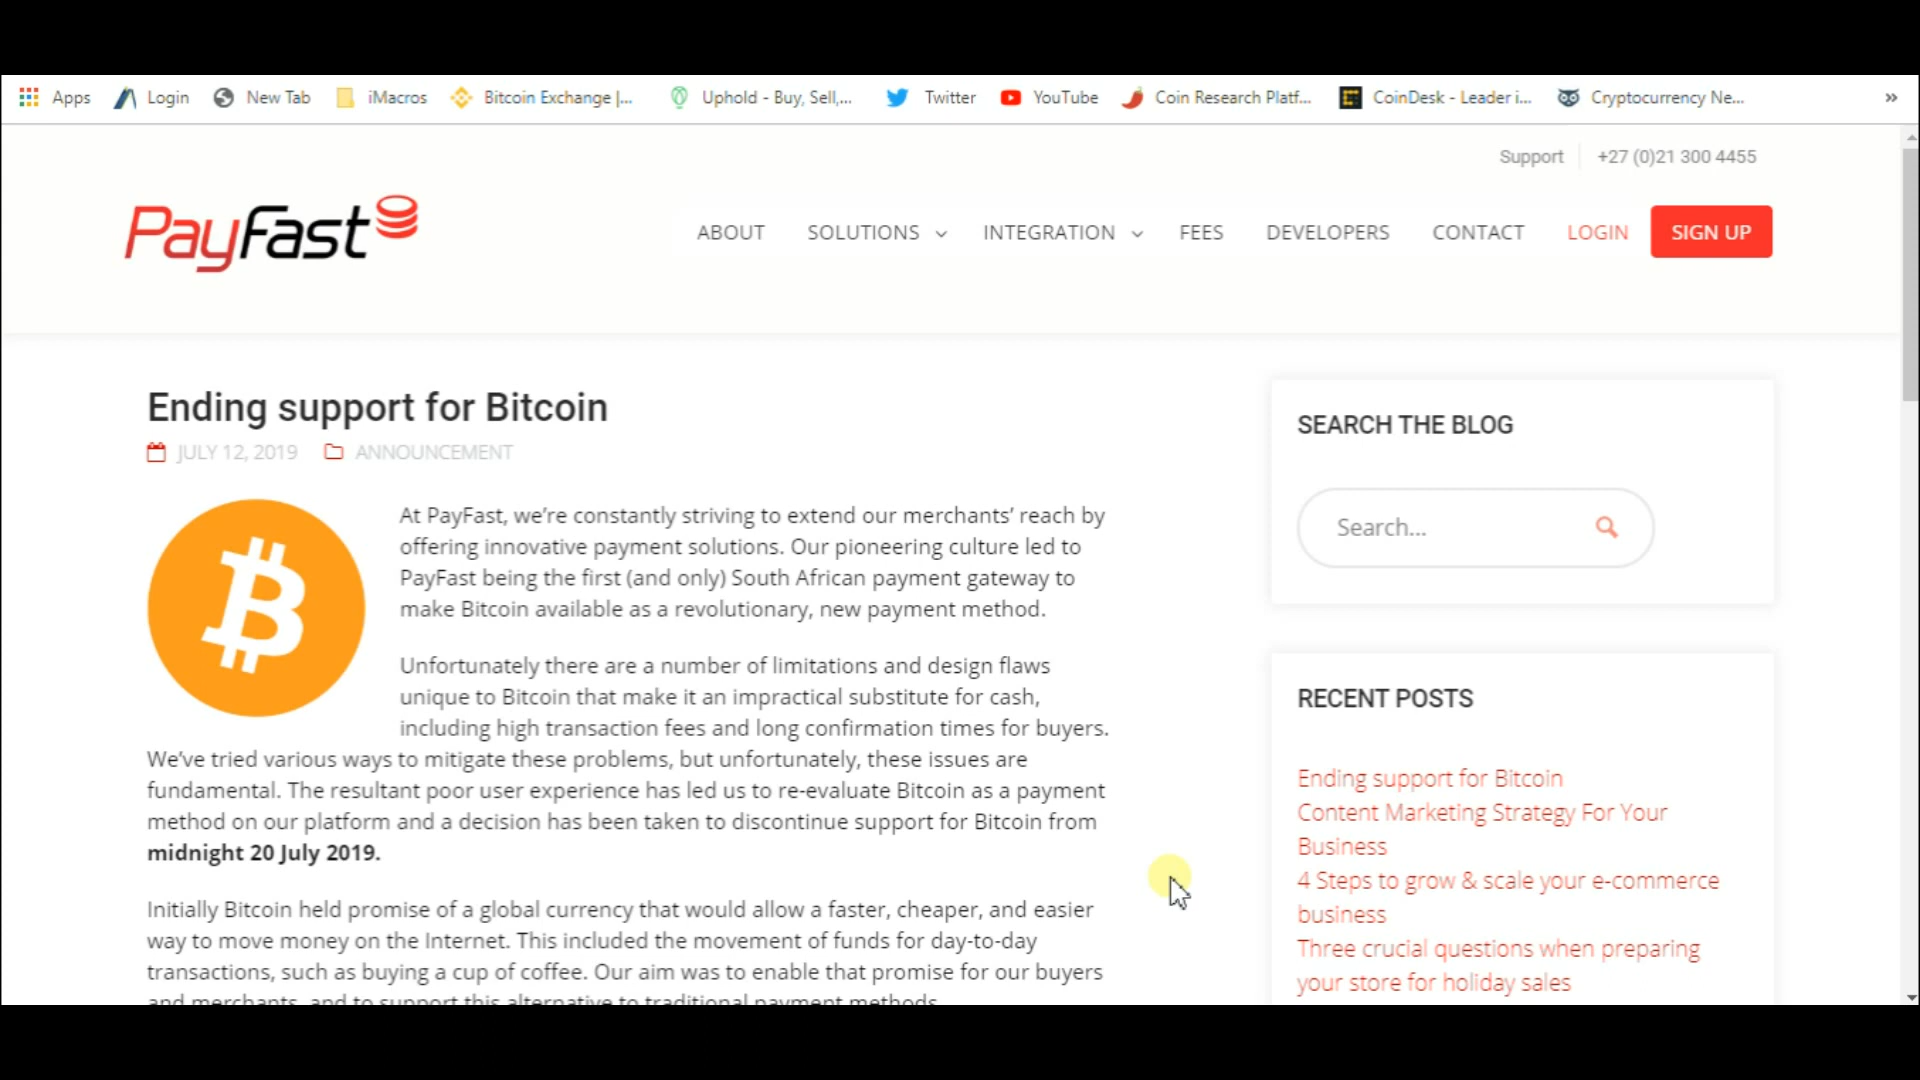 Apps Login New Tab iMacros Bitcoin Exchange |... Uphold - Buy, Sell,... Twitter YouTube Coin Research Platf... CoinDesk - Leader i... Cryptocurrency Ne... »
Support +27 (0)21 300 4455
PayFast
ABOUT SOLUTIONS INTEGRATION FEES DEVELOPERS CONTACT LOGIN SIGN UP
Ending support for Bitcoin
JULY 12, 2019 ANNOUNCEMENT
At PayFast, we’re constantly striving to extend our merchants’ reach by
offering innovative payment solutions. Our pioneering culture led to
PayFast being the first (and only) South African payment gateway to
make Bitcoin available as a revolutionary, new payment method.
Unfortunately there are a number of limitations and design flaws
unique to Bitcoin that make it an impractical substitute for cash,
including high transaction fees and long confirmation times for buyers.
We’ve tried various ways to mitigate these problems, but unfortunately, these issues are
fundamental. The resultant poor user experience has led us to re-evaluate Bitcoin as a payment
method on our platform and a decision has been taken to discontinue support for Bitcoin from
midnight 20 July 2019.
Initially Bitcoin held promise of a global currency that would allow a faster, cheaper, and easier
way to move money on the Internet. This included the movement of funds for day-to-day
transactions, such as buying a cup of coffee. Our aim was to enable that promise for our buyers
and merchants, and to support this alternative to traditional payment methods.
SEARCH THE BLOG
Search...
RECENT POSTS
Ending support for Bitcoin
Content Marketing Strategy For Your
Business
4 Steps to grow & scale your e-commerce
business
Three crucial questions when preparing
your store for holiday sales